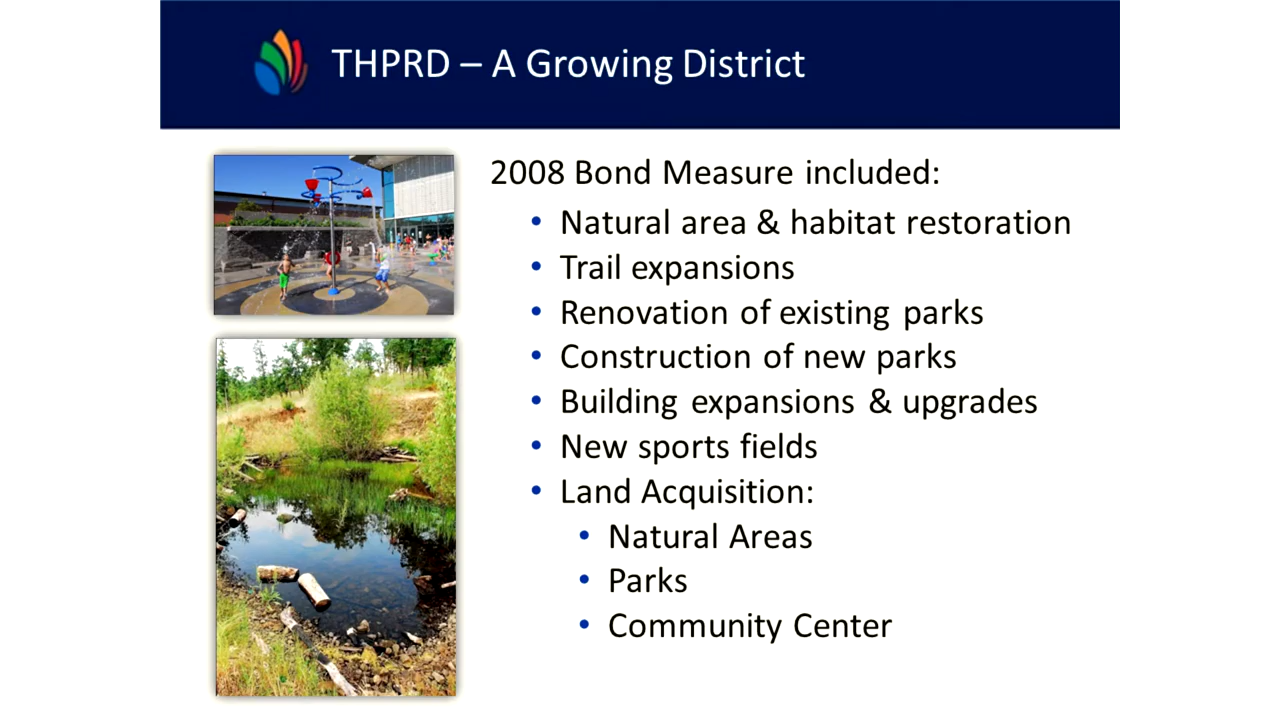 THPRD – A Growing District
2008 Bond Measure included:
• Natural area & habitat restoration
• Trail expansions
• Renovation of existing parks
• Construction of new parks
• Building expansions & upgrades
• New sports fields
• Land Acquisition:
• Natural Areas
• Parks
• Community Center